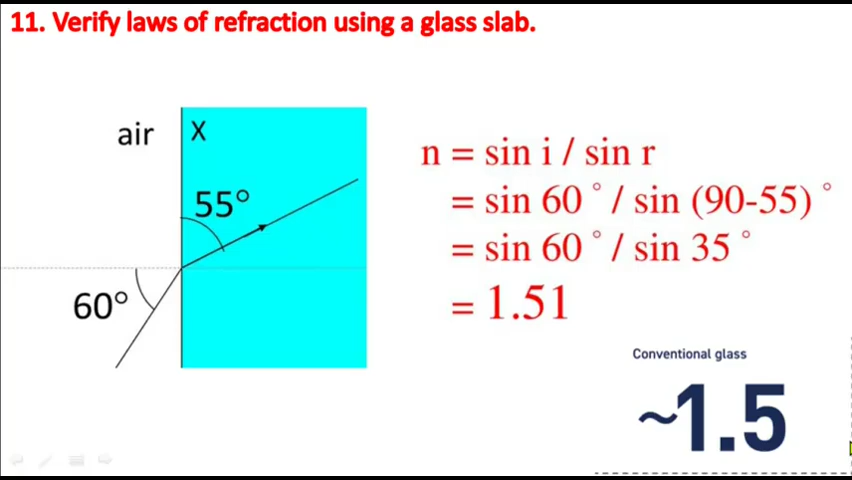 11. Verify laws of refraction using a glass slab.
air
X
55°
60°
n = sin i / sin r
= sin 60 ° / sin (90-55) °
= sin 60 ° / sin 35 °
= 1.51
Conventional glass
~1.5